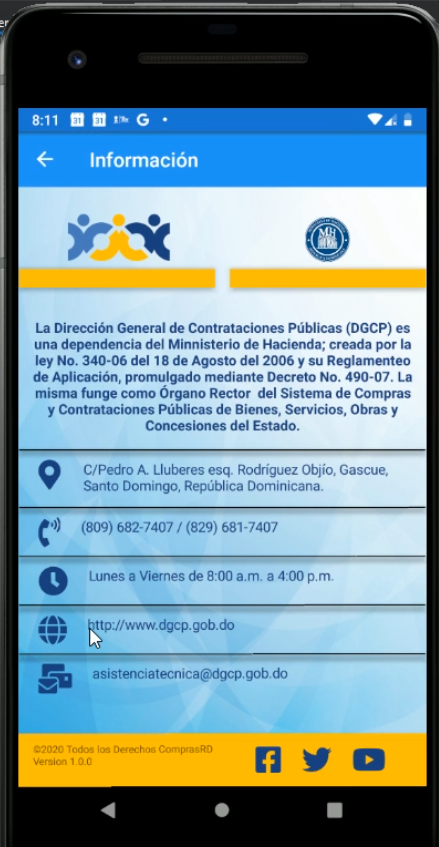 8:11
31 31 G
Información
MH
La Dirección General de Contrataciones Públicas (DGCP) es
una dependencia del Minnisterio de Hacienda; creada por la
ley No. 340-06 del 18 de Agosto del 2006 y su Reglamenteo
de Aplicación, promulgado mediante Decreto No. 490-07. La
misma funge como Órgano Rector del Sistema de Compras
y Contrataciones Públicas de Bienes, Servicios, Obras y
Concesiones del Estado.
C/Pedro A. Lluberes esq. Rodríguez Objío, Gascue,
Santo Domingo, República Dominicana.
(809) 682-7407 / (829) 681-7407
Lunes a Viernes de 8:00 a.m. a 4:00 p.m.
http://www.dgcp.gob.do
asistenciatecnica@dgcp.gob.do
©2020 Todos los Derechos ComprasRD
Version 1.0.0